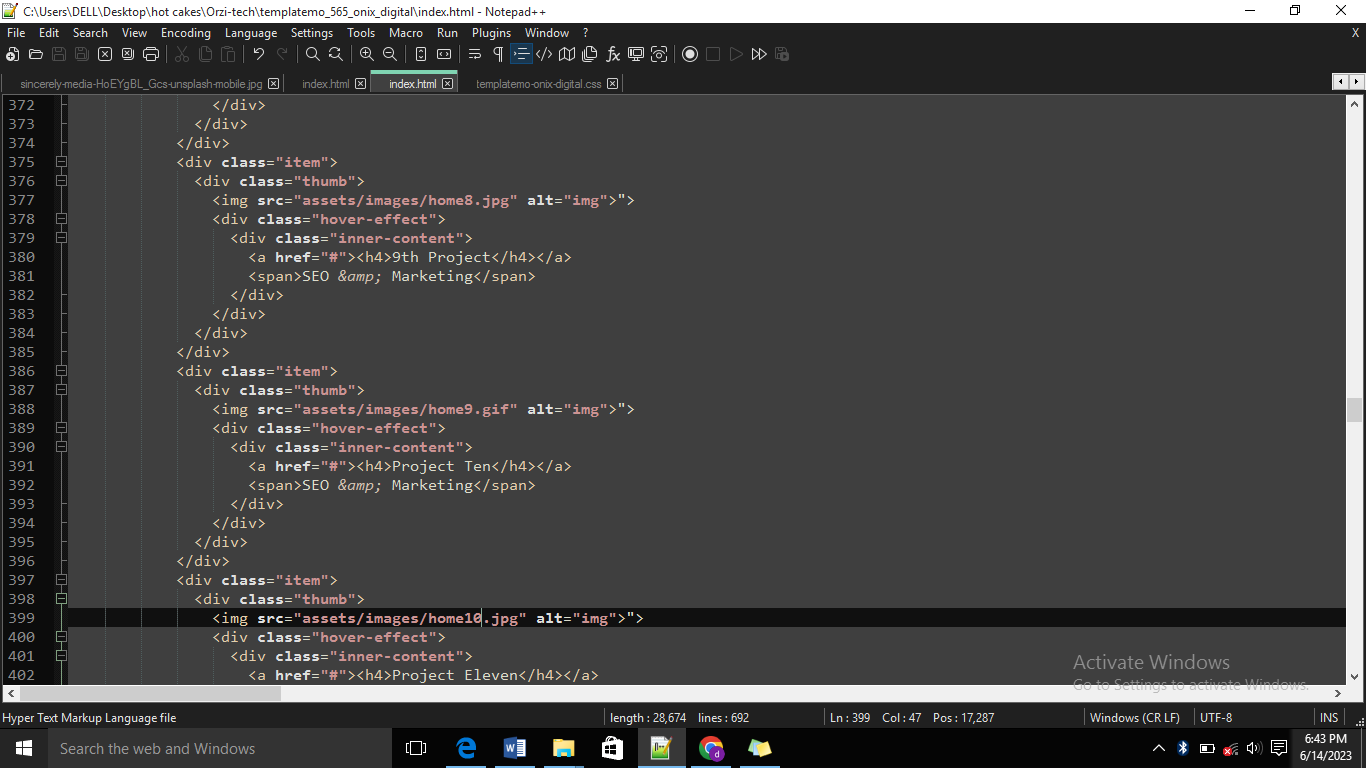 C:\Users\DELL\Desktop\hot cakes\Orzi-tech\templatemo_565_onix_digital\index.html - Notepad++
File Edit Search View Encoding Language Settings Tools Macro Run Plugins Window ? X
sincerely-media-HoEYgBL_Gcs-unsplash-mobile.jpg index.html index.html templatemo-onix-digital.css
372 </div>
373 </div>
374 </div>
375 <div class="item">
376 <div class="thumb">
377 <img src="assets/images/home8.jpg" alt="img">">
378 <div class="hover-effect">
379 <div class="inner-content">
380 <a href="#"><h4>9th Project</h4></a>
381 <span>SEO &amp; Marketing</span>
382 </div>
383 </div>
384 </div>
385 </div>
386 <div class="item">
387 <div class="thumb">
388 <img src="assets/images/home9.gif" alt="img">">
389 <div class="hover-effect">
390 <div class="inner-content">
391 <a href="#"><h4>Project Ten</h4></a>
392 <span>SEO &amp; Marketing</span>
393 </div>
394 </div>
395 </div>
396 </div>
397 <div class="item">
398 <div class="thumb">
399 <img src="assets/images/home10.jpg" alt="img">">
400 <div class="hover-effect">
401 <div class="inner-content">
402 <a href="#"><h4>Project Eleven</h4></a>
Activate Windows
Go to Settings to activate Windows.
Hyper Text Markup Language file length : 28,674 lines : 692 Ln : 399 Col : 47 Pos : 17,287 Windows (CR LF) UTF-8 INS
Search the web and Windows
6:43 PM
6/14/2023